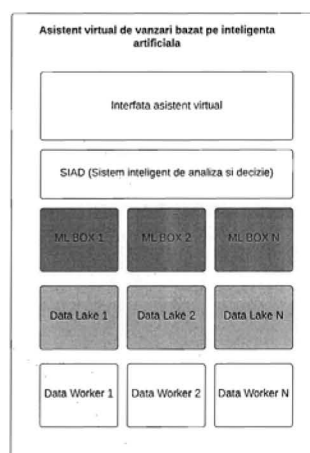 Asistent virtual de vanzari bazat pe inteligenta
artificiala
Interfata asistent virtual
SIAD (Sistem inteligent de analiza si decizie)
ML BOX 1
ML BOX 2
ML BOX N
Data Lake 1
Data Lake 2
Data Lake N
Data Worker 1
Data Worker 2
Data Worker N